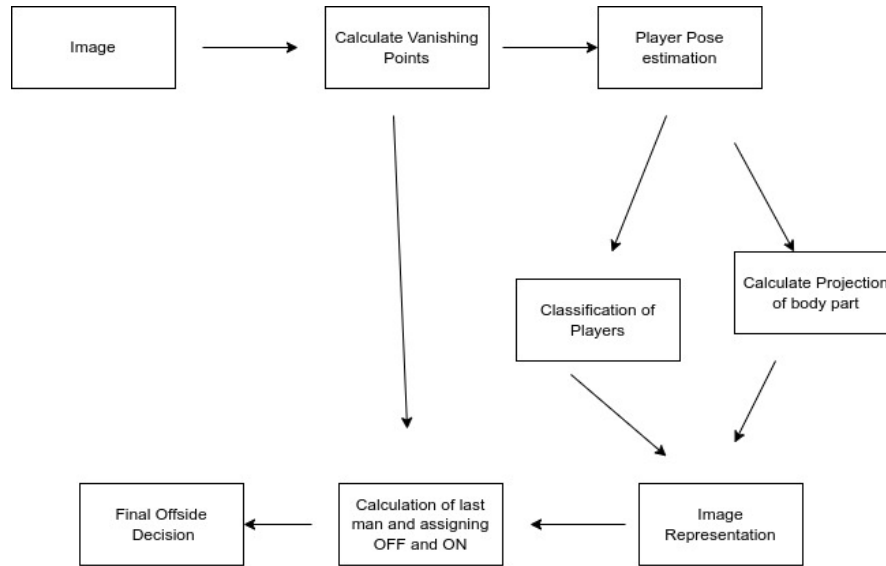 Image
Calculate Vanishing
Points
Player Pose
estimation
Classification of
Players
Calculate Projection
of body part
Final Offside
Decision
Calculation of last
man and assigning
OFF and ON
Image
Representation